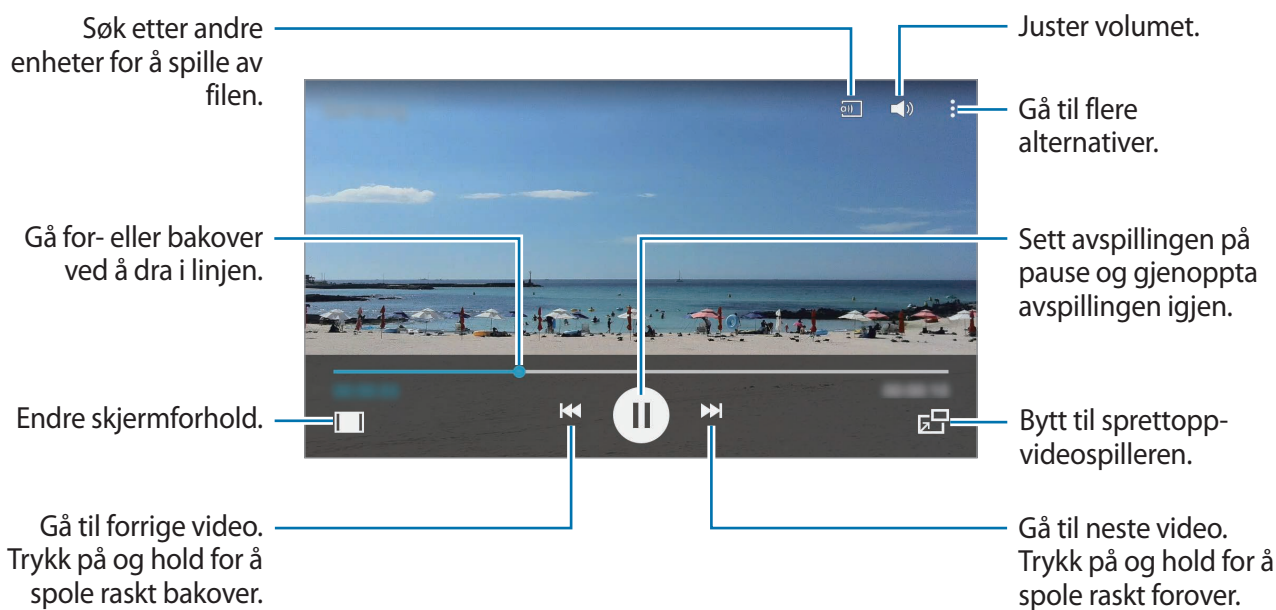 Søk etter andre
enheter for å spille av
filen.
Juster volumet.
Gå til flere
alternativer.
Gå for- eller bakover
ved å dra i linjen.
Sett avspillingen på
pause og gjenoppta
avspillingen igjen.
Endre skjermforhold.
Bytt til sprettopp-
videospilleren.
Gå til forrige video.
Trykk på og hold for å
spole raskt bakover.
Gå til neste video.
Trykk på og hold for å
spole raskt forover.